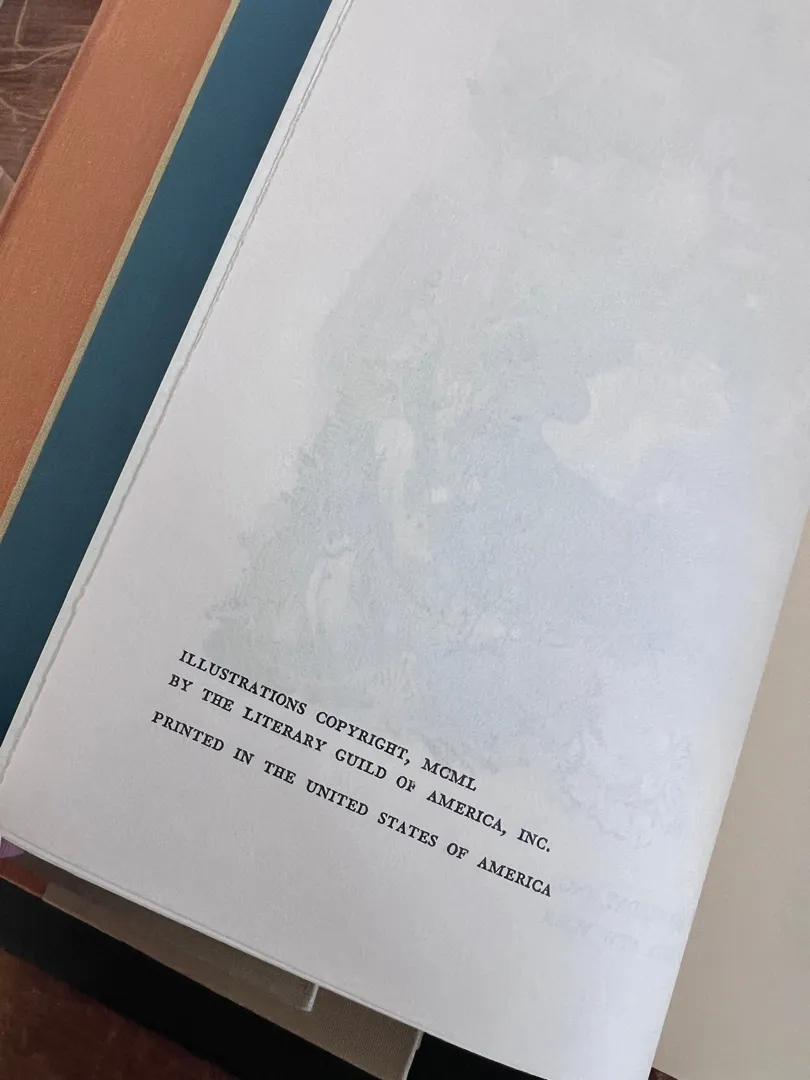 ILLUSTRATIONS COPYRIGHT, MCML
BY THE LITERARY GUILD OF AMERICA, INC.
PRINTED IN THE UNITED STATES OF AMERICA